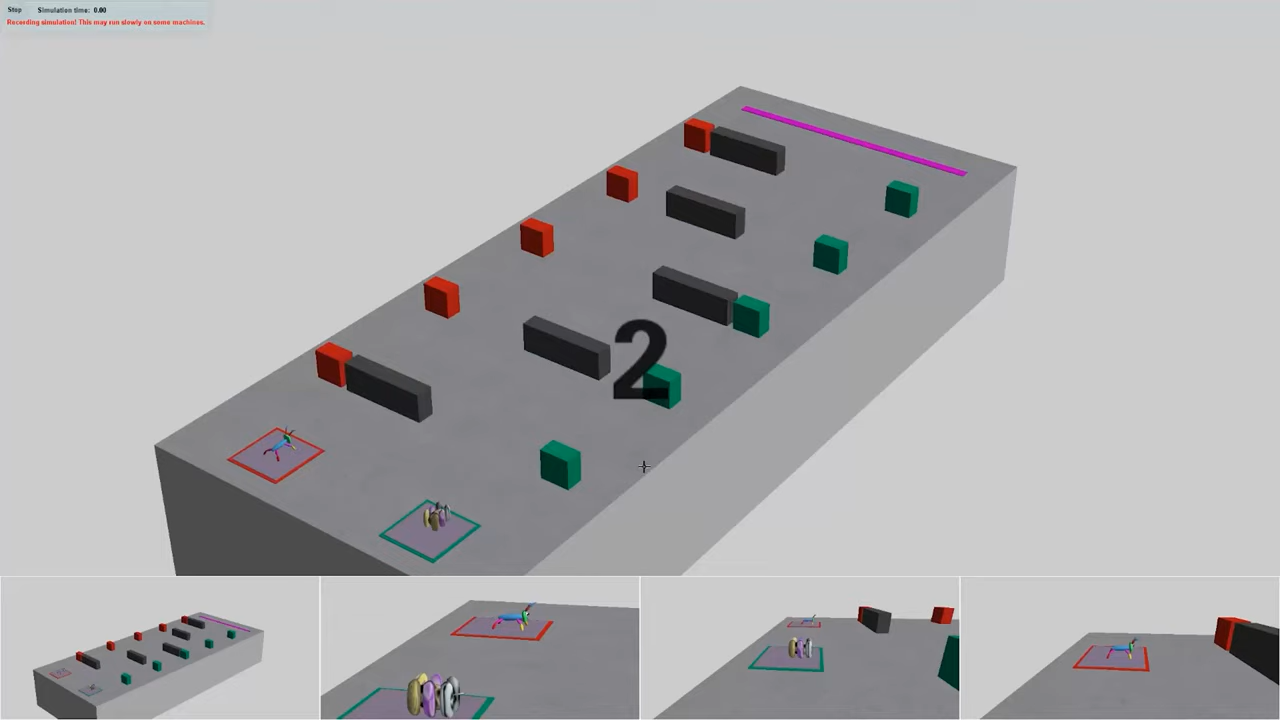 Stop Simulation time: 0.00
Recording simulation! This may run slowly on some machines.
2